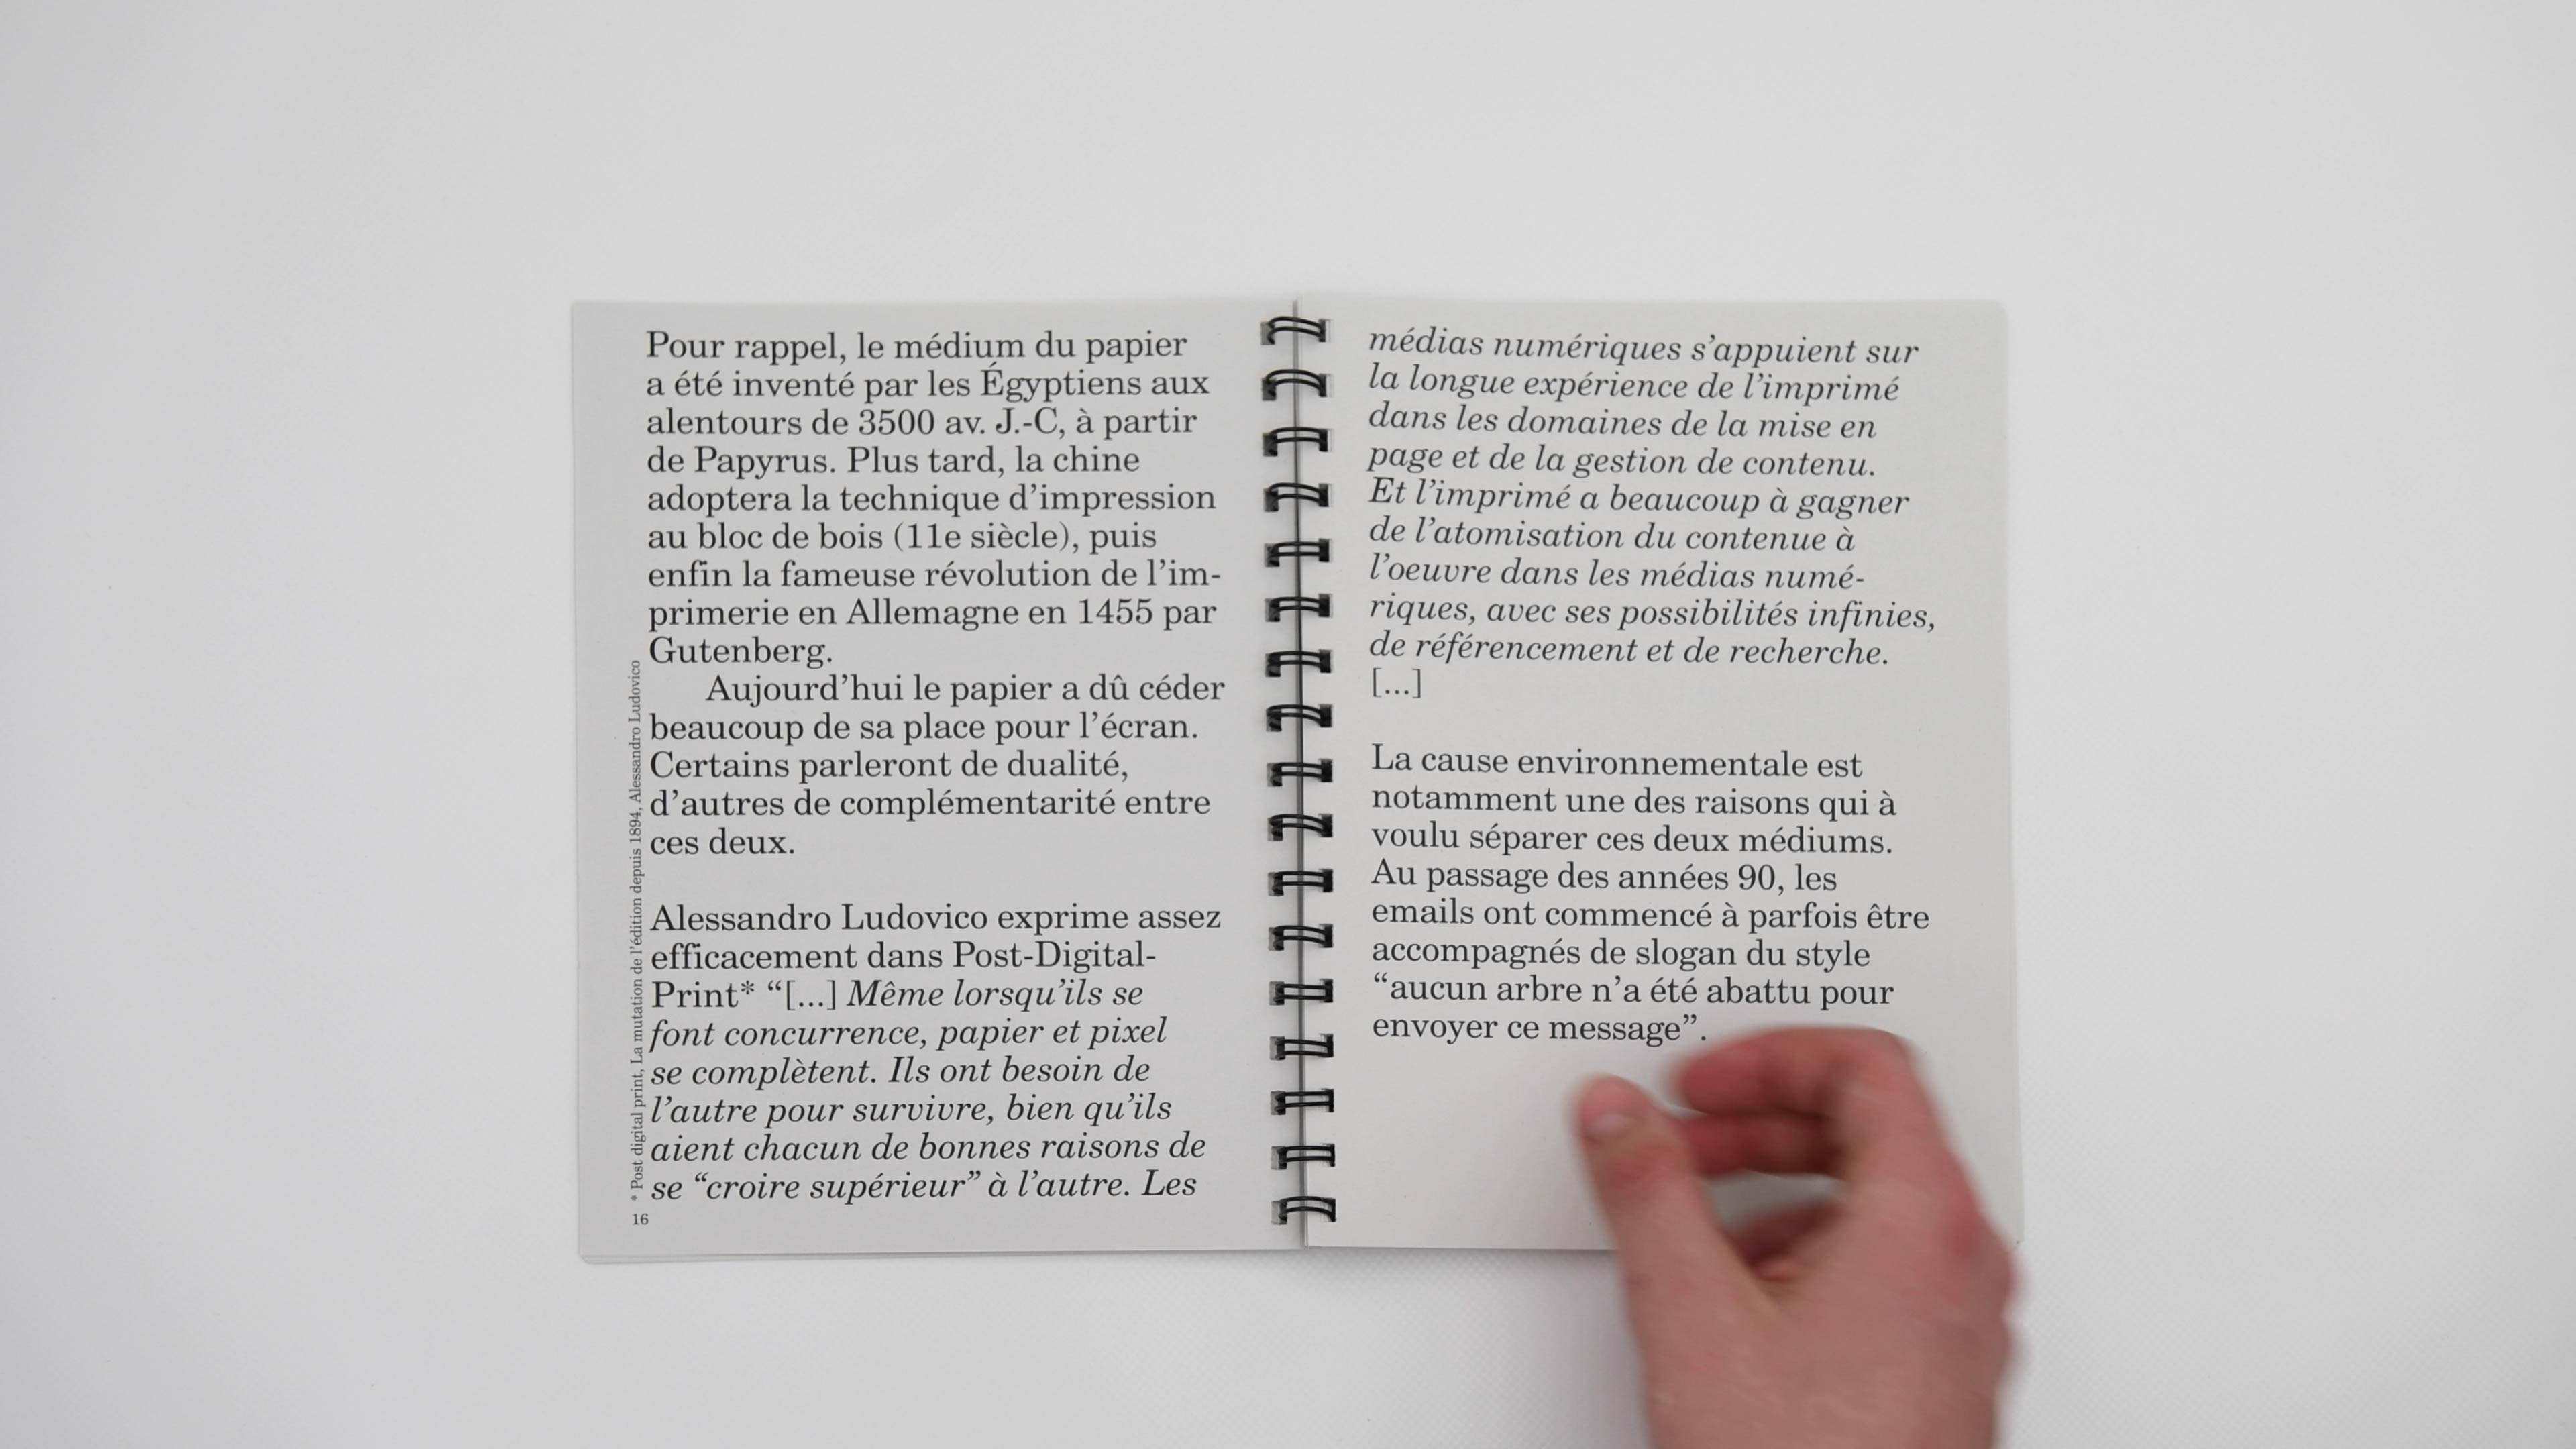 Pour rappel, le médium du papier
a été inventé par les Égyptiens aux
alentours de 3500 av. J.-C, à partir
de Papyrus. Plus tard, la chine
adoptera la technique d’impression
au bloc de bois (11e siècle), puis
enfin la fameuse révolution de l’im-
primerie en Allemagne en 1455 par
Gutenberg.
Aujourd’hui le papier a dû céder
beaucoup de sa place pour l’écran.
Certains parleront de dualité,
d’autres de complémentarité entre
ces deux.
Alessandro Ludovico exprime assez
efficacement dans Post-Digital-
Print* “[...] Même lorsqu’ils se
font concurrence, papier et pixel
se complètent. Ils ont besoin de
l’autre pour survivre, bien qu’ils
aient chacun de bonnes raisons de
se “croire supérieur” à l’autre. Les
* Post digital print, La mutation de l’édition depuis 1894, Alessandro Ludovico
16
médias numériques s’appuient sur
la longue expérience de l’imprimé
dans les domaines de la mise en
page et de la gestion de contenu.
Et l’imprimé a beaucoup à gagner
de l’atomisation du contenue à
l’oeuvre dans les médias numé-
riques, avec ses possibilités infinies,
de référencement et de recherche.
[...]
La cause environnementale est
notamment une des raisons qui à
voulu séparer ces deux médiums.
Au passage des années 90, les
emails ont commencé à parfois être
accompagnés de slogan du style
“aucun arbre n’a été abattu pour
envoyer ce message”.